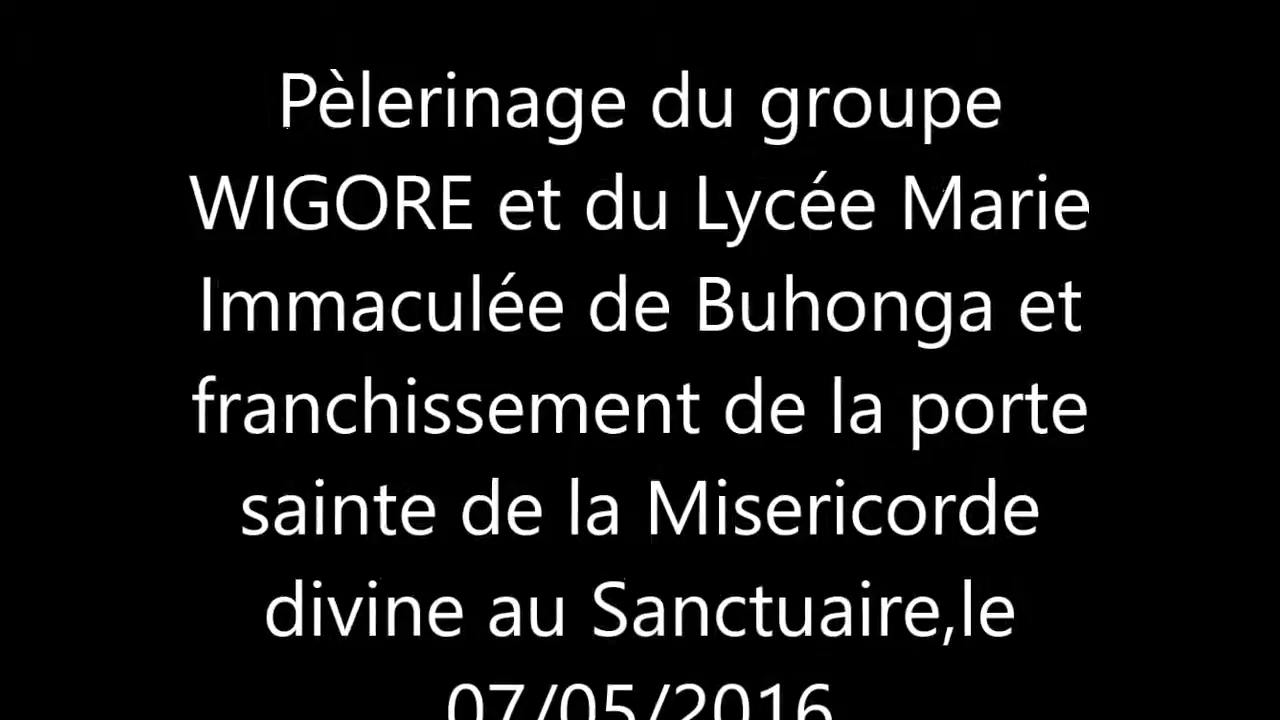 Pèlerinage du groupe
WIGORE et du Lycée Marie
Immaculée de Buhonga et
franchissement de la porte
sainte de la Misericorde
divine au Sanctuaire,le
07/05/2016